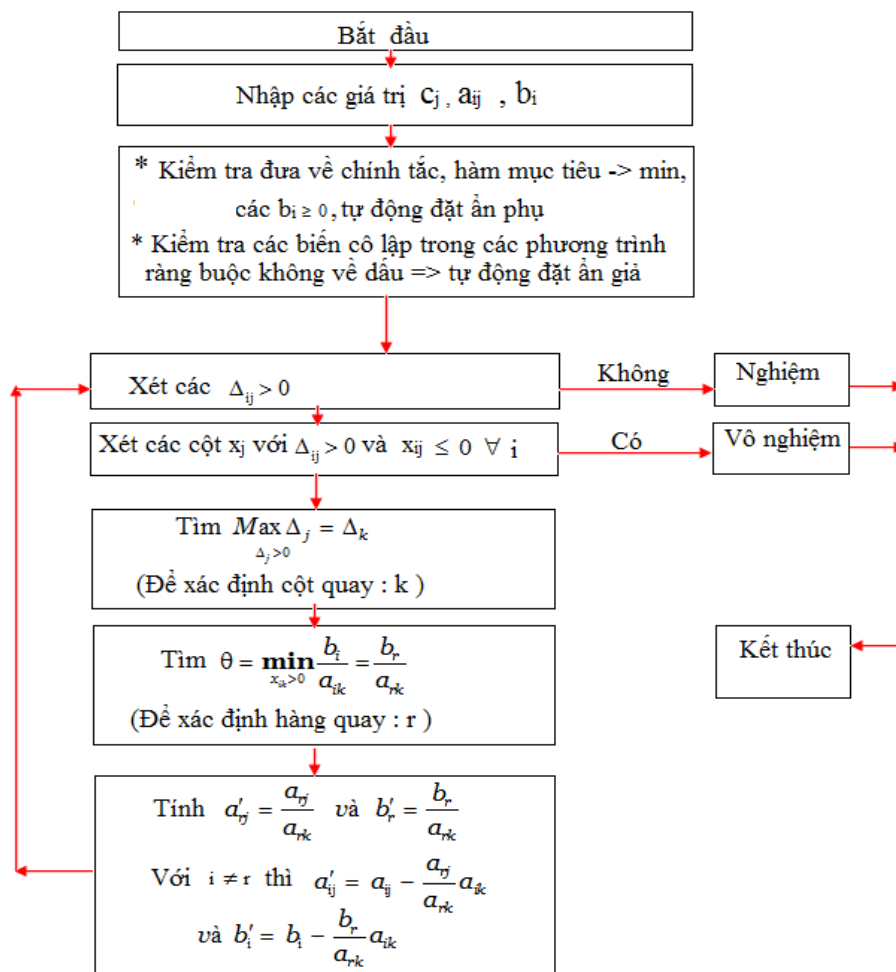 Bắt đầu
Nhập các giá trị cⱼ , aᵢⱼ , bᵢ
* Kiểm tra đưa về chính tắc, hàm mục tiêu -> min,
các bᵢ ≥ 0, tự động đặt ẩn phụ
* Kiểm tra các biến cô lập trong các phương trình
ràng buộc không về dấu => tự động đặt ẩn giả
Xét các Δᵢⱼ > 0
Không
Nghiệm
Xét các cột xⱼ với Δᵢⱼ > 0 và xᵢⱼ ≤ 0 ∀ i
Có
Vô nghiệm
Tìm Max Δⱼ = Δₖ
Δⱼ>0
(Để xác định cột quay : k )
Tìm θ = min bᵢ/aᵢₖ = bᵣ/aᵣₖ
xᵢₖ>0
(Để xác định hàng quay : r )
Kết thúc
Tính a′ᵣⱼ = aᵣⱼ/aᵣₖ và b′ᵣ = bᵣ/aᵣₖ
Với i ≠ r thì a′ᵢⱼ = aᵢⱼ − aᵣⱼ/aᵣₖ aᵢₖ
và b′ᵢ = bᵢ − bᵣ/aᵣₖ aᵢₖ